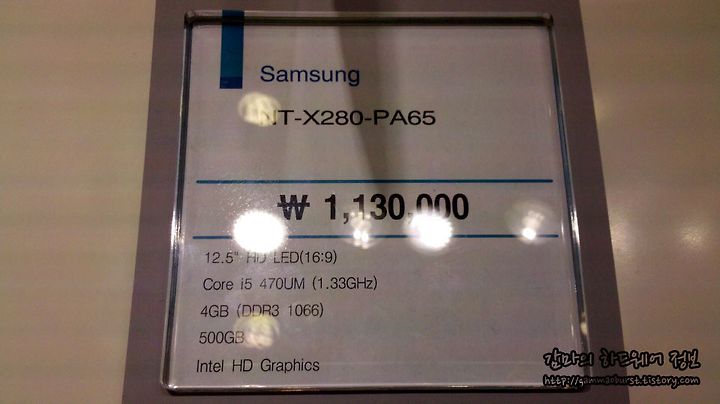 Samsung
NT-X280-PA65
₩ 1,130,000
12.5" HD LED(16:9)
Core i5 470UM (1.33GHz)
4GB (DDR3 1066)
500GB
Intel HD Graphics
감마의 하드웨어 정보
http://gammaburst.tistory.com